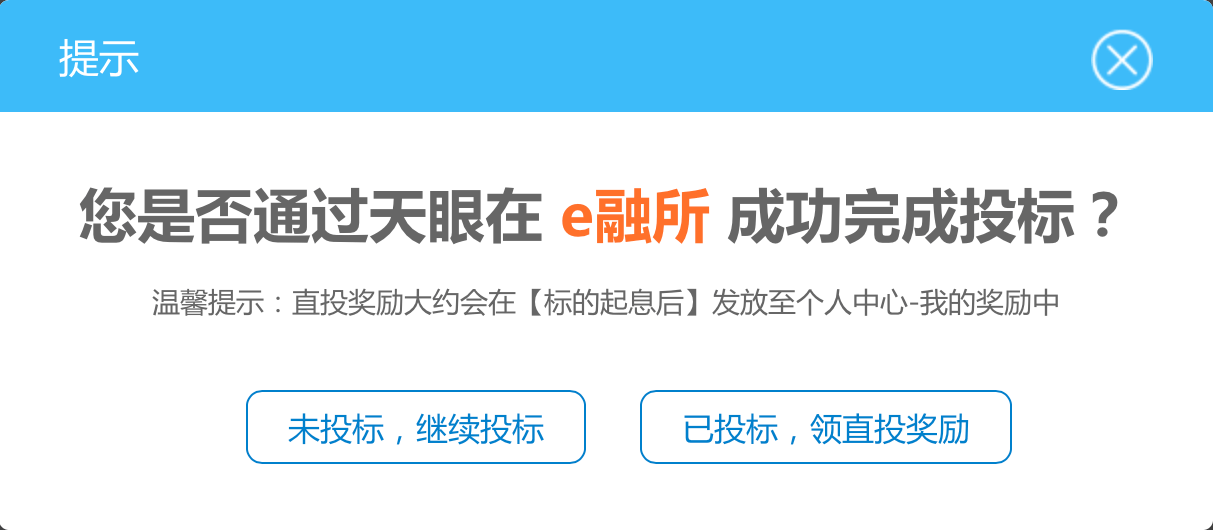 提示
您是否通过天眼在 e融所 成功完成投标？
温馨提示：直投奖励大约会在【标的起息后】发放至个人中心-我的奖励中
未投标，继续投标
已投标，领直投奖励